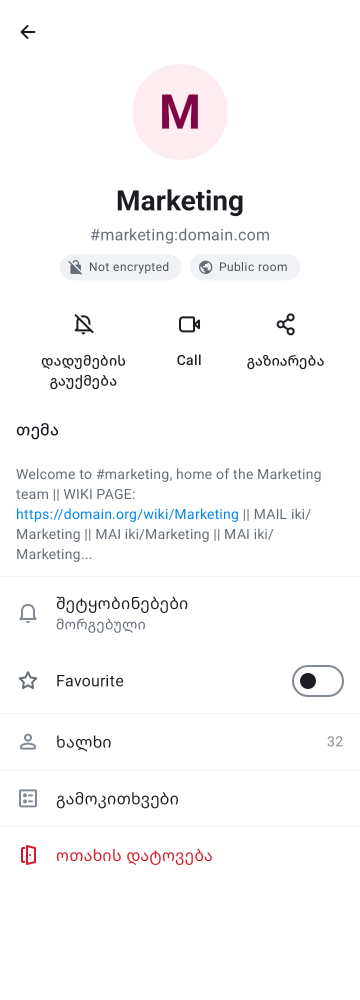 M
Marketing
#marketing:domain.com
Not encrypted
Public room
დადუმების
გაუქმება
Call
გაზიარება
თემა
Welcome to #marketing, home of the Marketing
team || WIKI PAGE:
https://domain.org/wiki/Marketing || MAIL iki/
Marketing || MAI iki/Marketing || MAI iki/
Marketing...
შეტყობინებები
მორგებული
Favourite
ხალხი
32
გამოკითხვები
ოთახის დატოვება